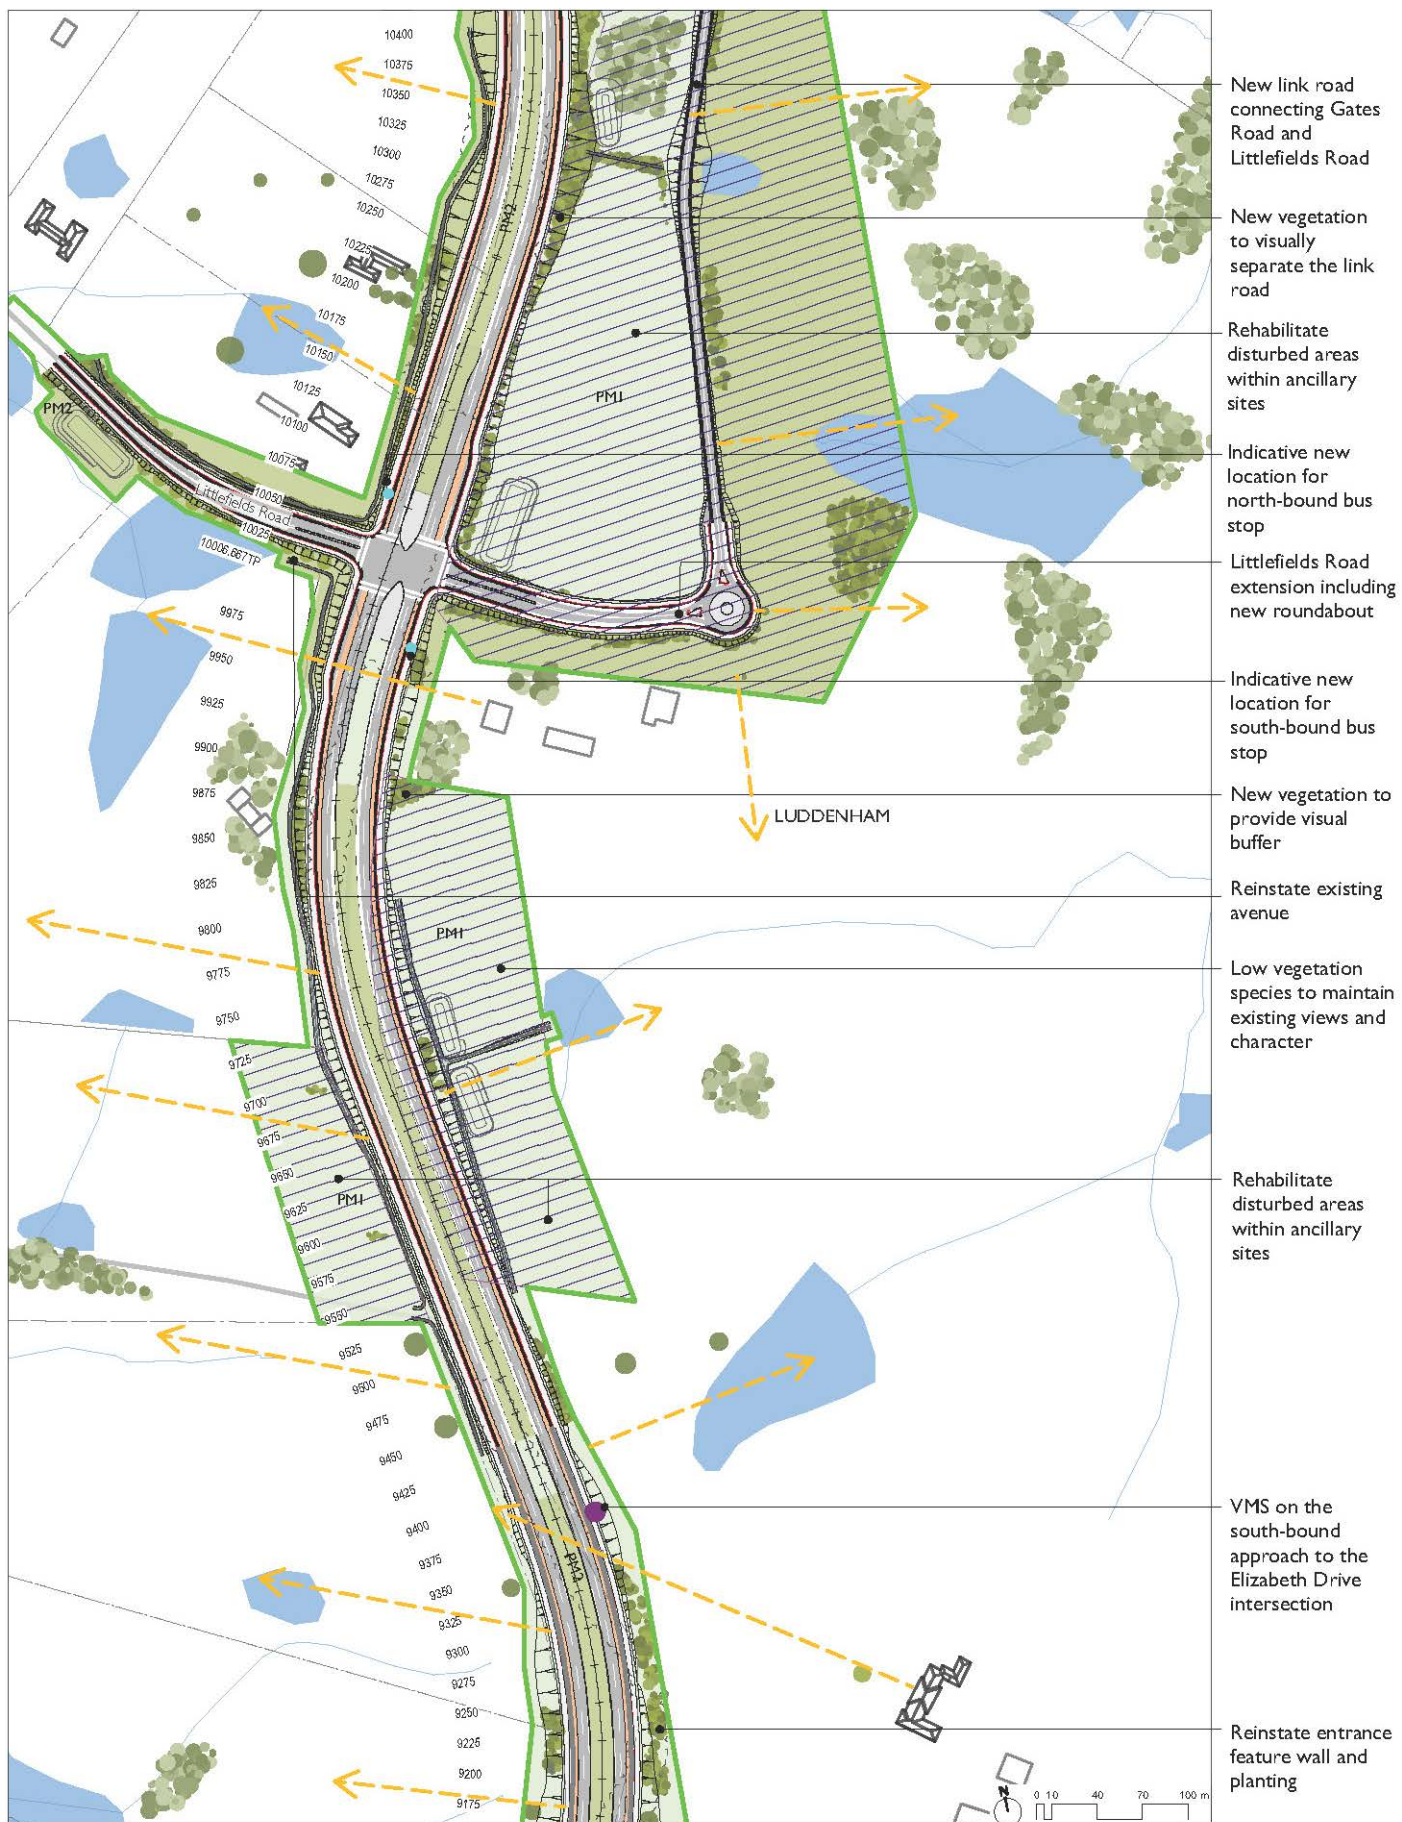 10400
10375
10350
10325
10300
10275
10250
10225
10200
10175
10150
10125
10100
10075
10050
10025
10006.667TP
9975
9950
9925
9900
9875
9850
9825
9800
9775
9750
9725
9700
9675
9650
9625
9600
9575
9550
9525
9500
9475
9450
9425
9400
9375
9350
9325
9300
9275
9250
9225
9200
9175
PM2
PM1
PM2
Littlefields Road
LUDDENHAM
PM1
PM1
PM2
New link road
connecting Gates
Road and
Littlefields Road
New vegetation
to visually
separate the link
road
Rehabilitate
disturbed areas
within ancillary
sites
Indicative new
location for
north-bound bus
stop
Littlefields Road
extension including
new roundabout
Indicative new
location for
south-bound bus
stop
New vegetation to
provide visual
buffer
Reinstate existing
avenue
Low vegetation
species to maintain
existing views and
character
Rehabilitate
disturbed areas
within ancillary
sites
VMS on the
south-bound
approach to the
Elizabeth Drive
intersection
Reinstate entrance
feature wall and
planting
N
0 10 40 70 100 m